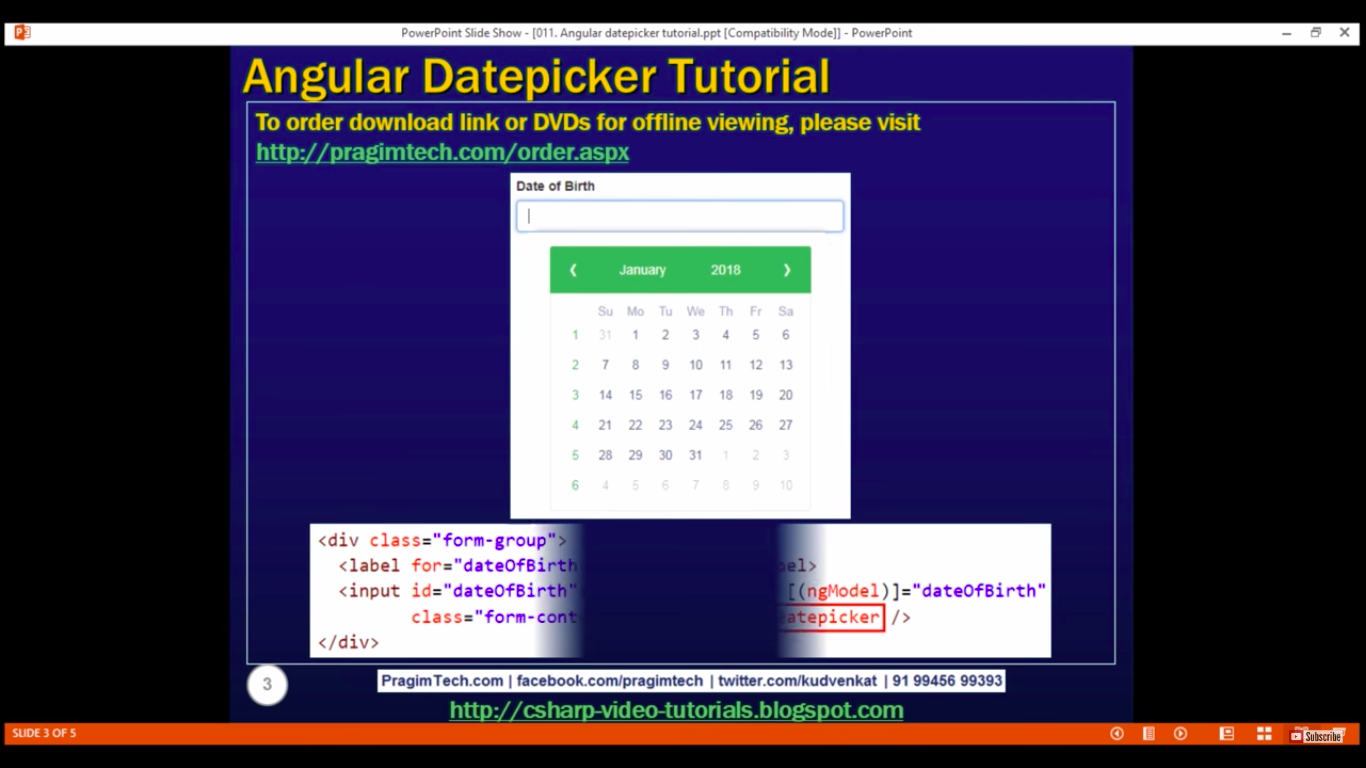 PowerPoint Slide Show - [011. Angular datepicker tutorial.ppt [Compatibility Mode]] - PowerPoint
Angular Datepicker Tutorial
To order download link or DVDs for offline viewing, please visit
http://pragimtech.com/order.aspx
Date of Birth
❮ January 2018 ❯
Su Mo Tu We Th Fr Sa
1 31 1 2 3 4 5 6
2 7 8 9 10 11 12 13
3 14 15 16 17 18 19 20
4 21 22 23 24 25 26 27
5 28 29 30 31 1 2 3
6 4 5 6 7 8 9 10
<div class="form-group">
<label for="dateOfBirth el>
<input id="dateOfBirth" [(ngModel)]="dateOfBirth"
class="form-cont atepicker />
</div>
3
PragimTech.com | facebook.com/pragimtech | twitter.com/kudvenkat | 91 99456 99393
http://csharp-video-tutorials.blogspot.com
SLIDE 3 OF 5
Subscribe